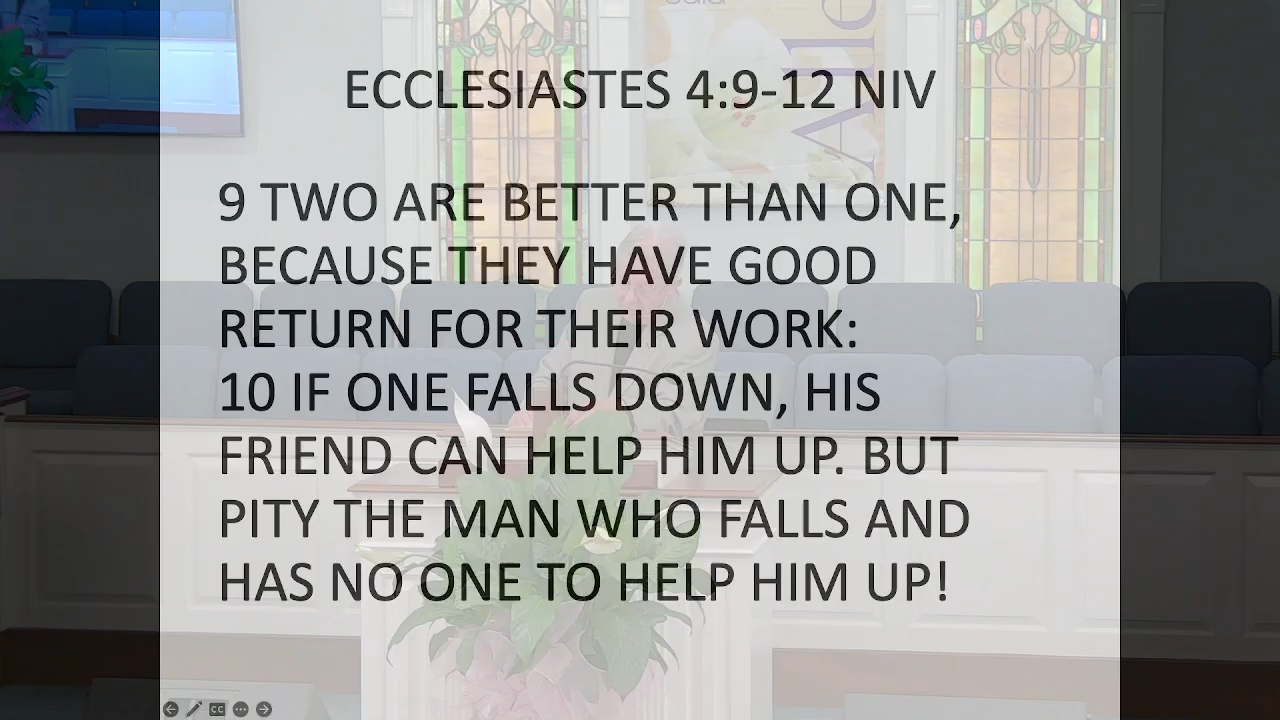 ECCLESIASTES 4:9-12 NIV
9 TWO ARE BETTER THAN ONE,
BECAUSE THEY HAVE GOOD
RETURN FOR THEIR WORK:
10 IF ONE FALLS DOWN, HIS
FRIEND CAN HELP HIM UP. BUT
PITY THE MAN WHO FALLS AND
HAS NO ONE TO HELP HIM UP!
CC